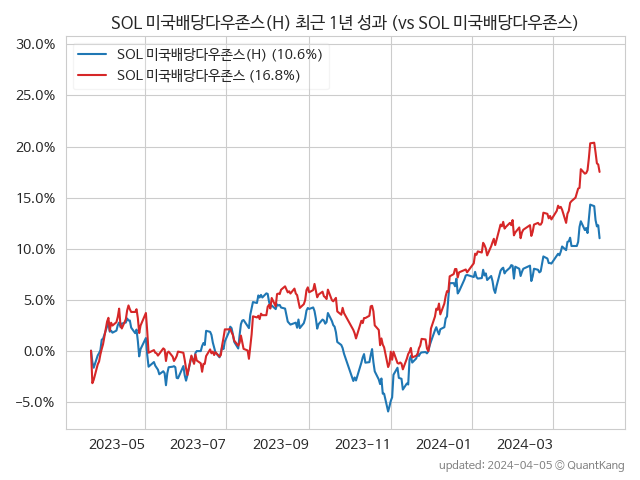 SOL 미국배당다우존스(H) 최근 1년 성과 (vs SOL 미국배당다우존스)
30.0%
SOL 미국배당다우존스(H) (10.6%)
SOL 미국배당다우존스 (16.8%)
25.0%
20.0%
15.0%
10.0%
5.0%
0.0%
−5.0%
2023-05 2023-07 2023-09 2023-11 2024-01 2024-03
updated: 2024-04-05 © QuantKang